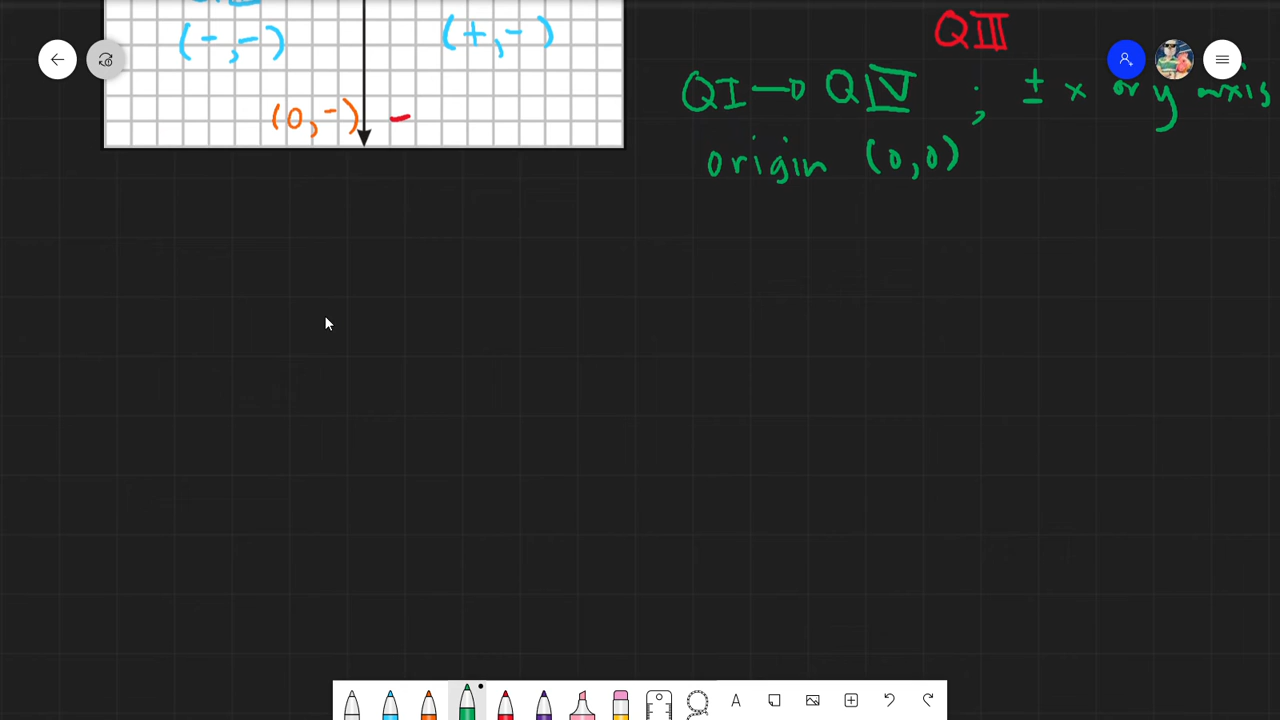 (-,-)
(+,-)
(0,-) -
QIII
QI → QIV ; ± x or y axis
origin (0,0)
A